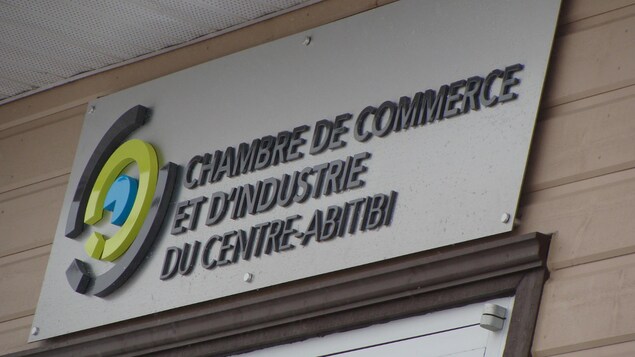 CHAMBRE DE COMMERCE
ET D'INDUSTRIE
DU CENTRE-ABITIBI